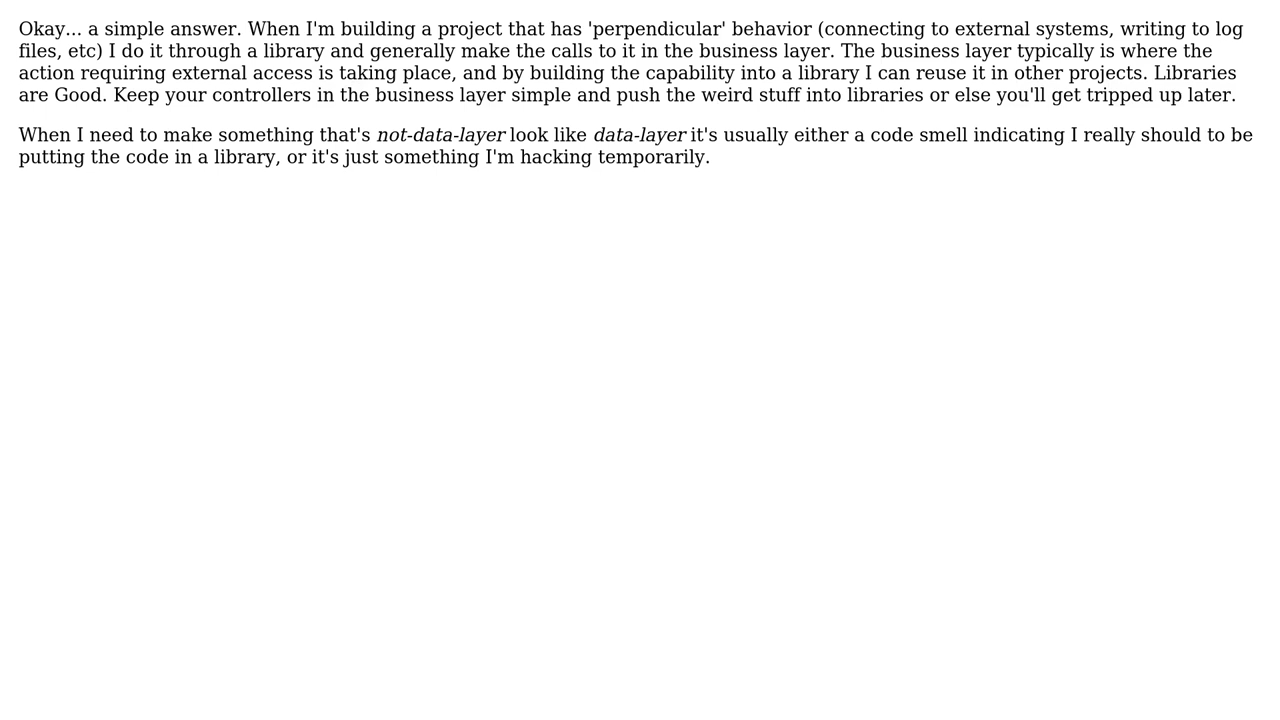 Okay... a simple answer. When I'm building a project that has 'perpendicular' behavior (connecting to external systems, writing to log
files, etc) I do it through a library and generally make the calls to it in the business layer. The business layer typically is where the
action requiring external access is taking place, and by building the capability into a library I can reuse it in other projects. Libraries
are Good. Keep your controllers in the business layer simple and push the weird stuff into libraries or else you'll get tripped up later.
When I need to make something that's not-data-layer look like data-layer it's usually either a code smell indicating I really should to be
putting the code in a library, or it's just something I'm hacking temporarily.